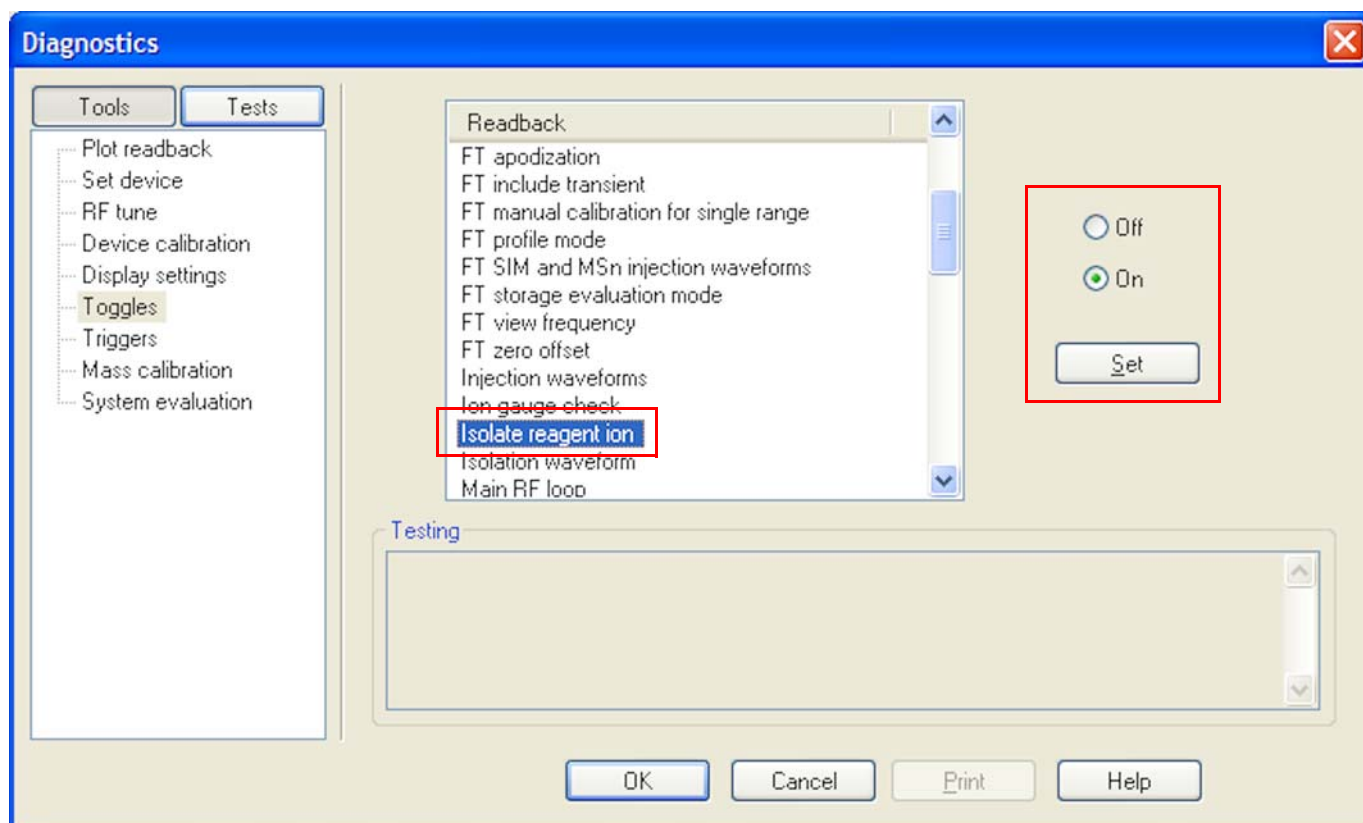 Diagnostics
Tools
Tests
Plot readback
Set device
RF tune
Device calibration
Display settings
Toggles
Triggers
Mass calibration
System evaluation
Readback
FT apodization
FT include transient
FT manual calibration for single range
FT profile mode
FT SIM and MSn injection waveforms
FT storage evaluation mode
FT view frequency
FT zero offset
Injection waveforms
Ion gauge check
Isolate reagent ion
Isolation waveform
Main RF loop
Off
On
Set
Testing
OK
Cancel
Print
Help